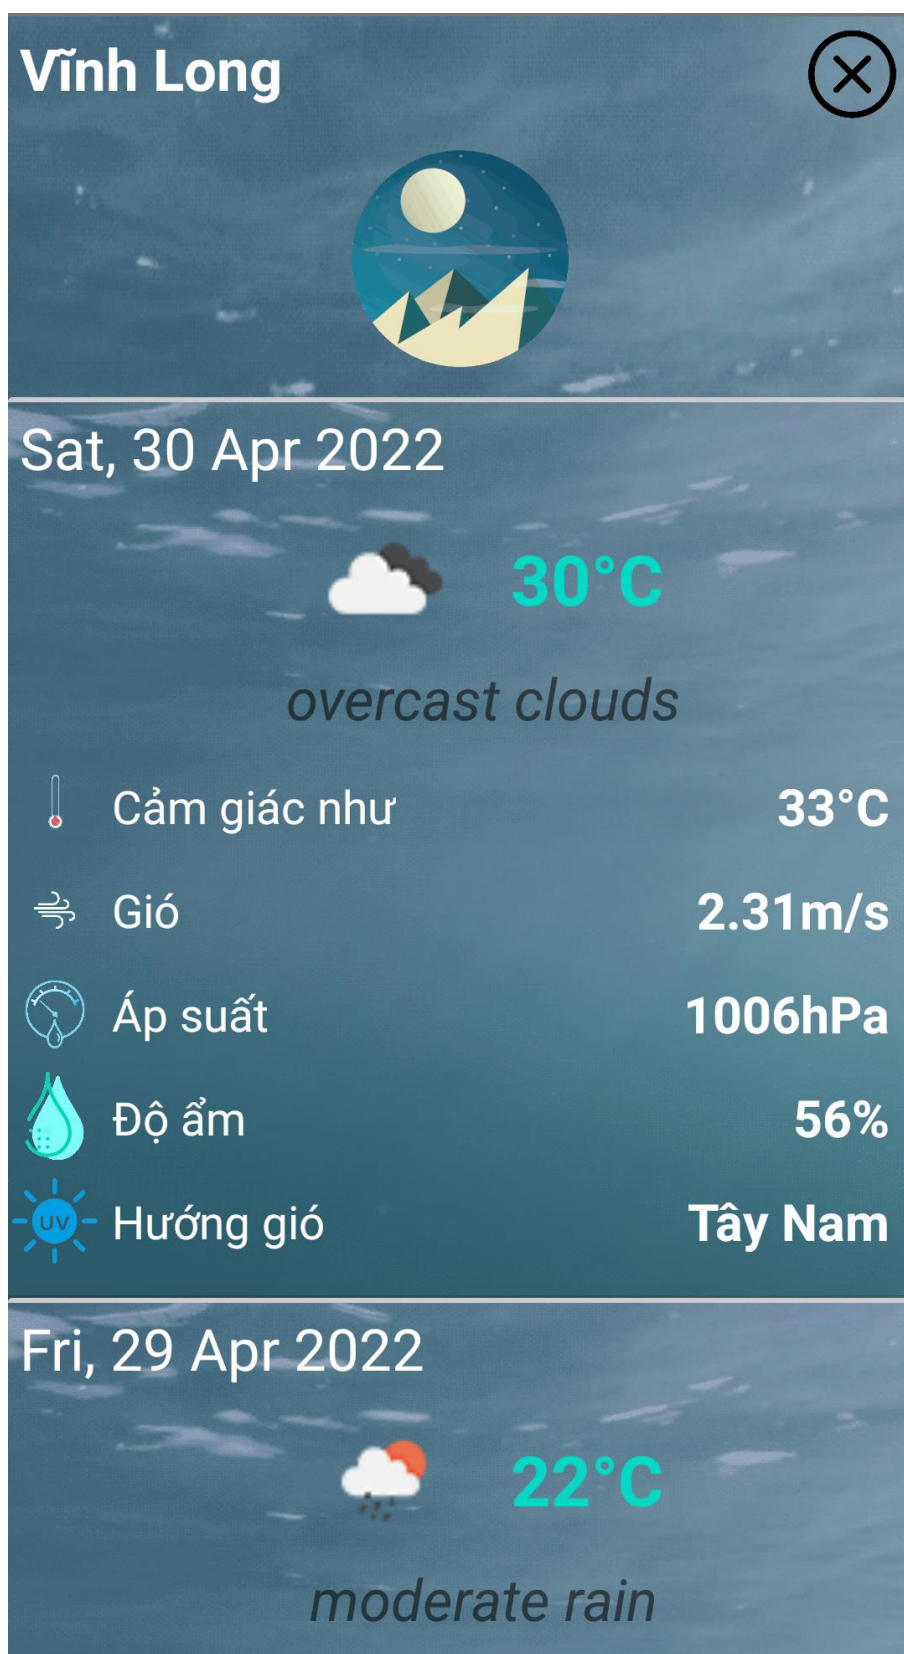 Vĩnh Long
Sat, 30 Apr 2022
30°C
overcast clouds
Cảm giác như 33°C
Gió 2.31m/s
Áp suất 1006hPa
Độ ẩm 56%
UV Hướng gió Tây Nam
Fri, 29 Apr 2022
22°C
moderate rain